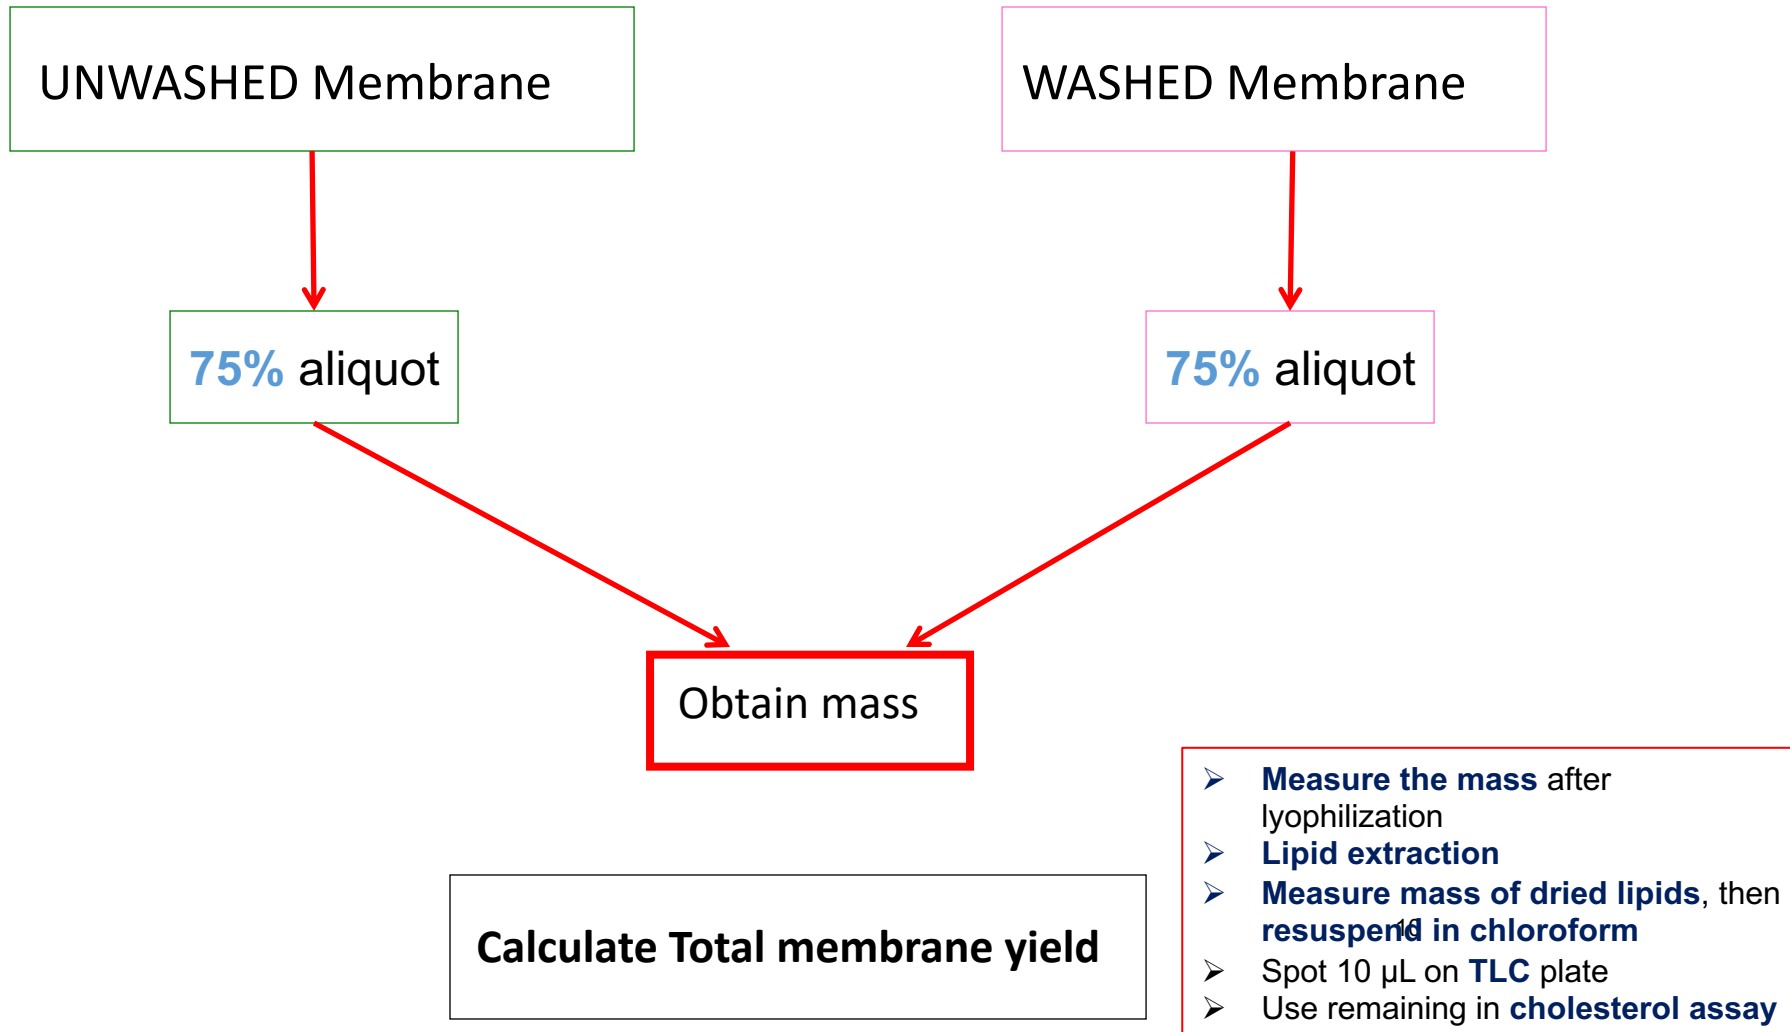 UNWASHED Membrane
WASHED Membrane
75% aliquot
75% aliquot
Obtain mass
Calculate Total membrane yield
➢ Measure the mass after
lyophilization
➢ Lipid extraction
➢ Measure mass of dried lipids, then
resuspend in chloroform
10
➢ Spot 10 µL on TLC plate
➢ Use remaining in cholesterol assay